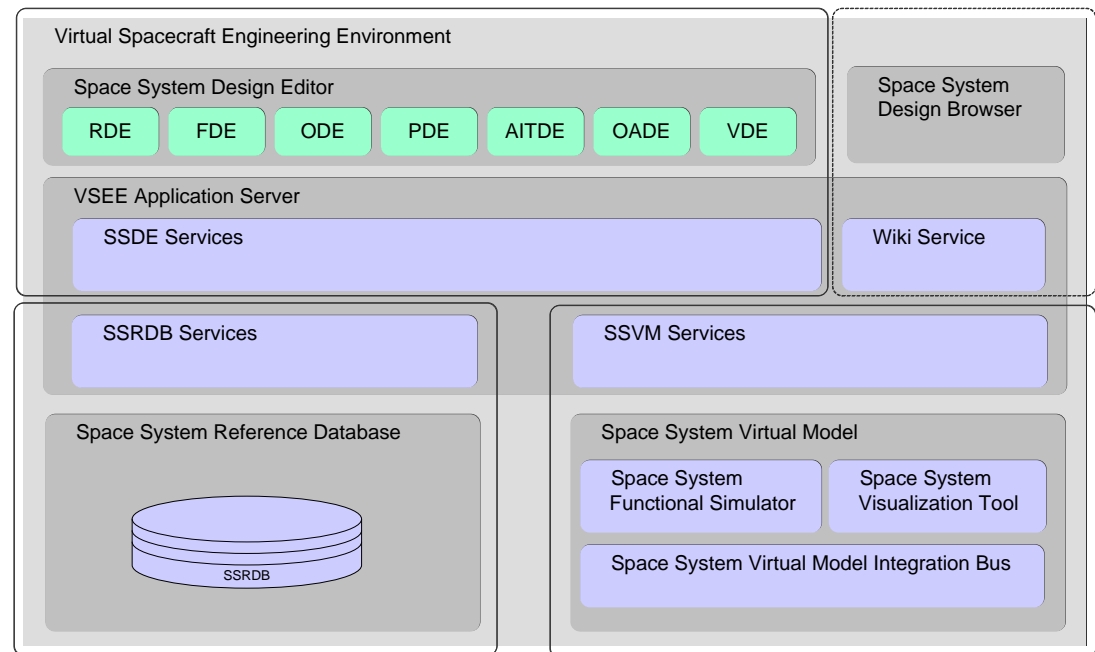 Virtual Spacecraft Engineering Environment
Space System Design Editor
RDE
FDE
ODE
PDE
AITDE
OADE
VDE
Space System
Design Browser
VSEE Application Server
SSDE Services
Wiki Service
SSRDB Services
SSVM Services
Space System Reference Database
SSRDB
Space System Virtual Model
Space System
Functional Simulator
Space System
Visualization Tool
Space System Virtual Model Integration Bus